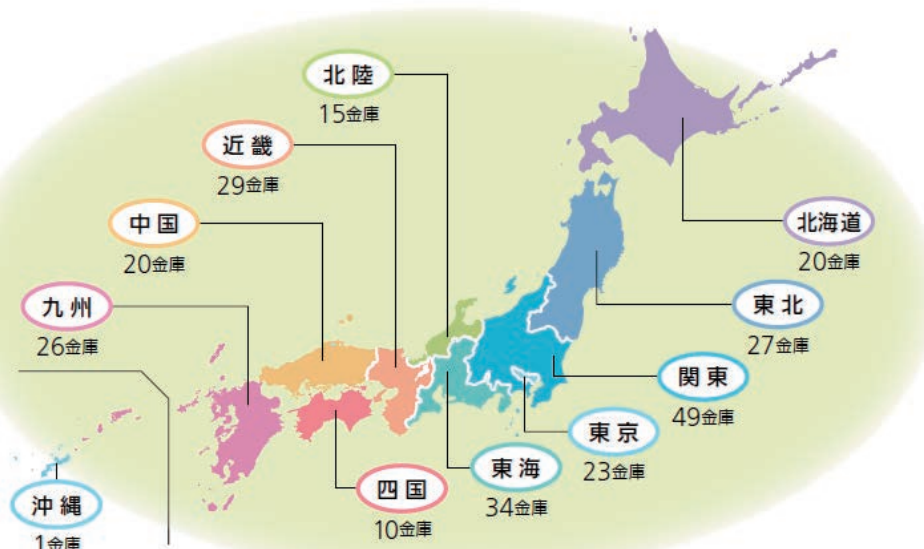 北陸
15金庫
近畿
29金庫
中国
20金庫
九州
26金庫
沖縄
1金庫
北海道
20金庫
東北
27金庫
関東
49金庫
東京
23金庫
東海
34金庫
四国
10金庫